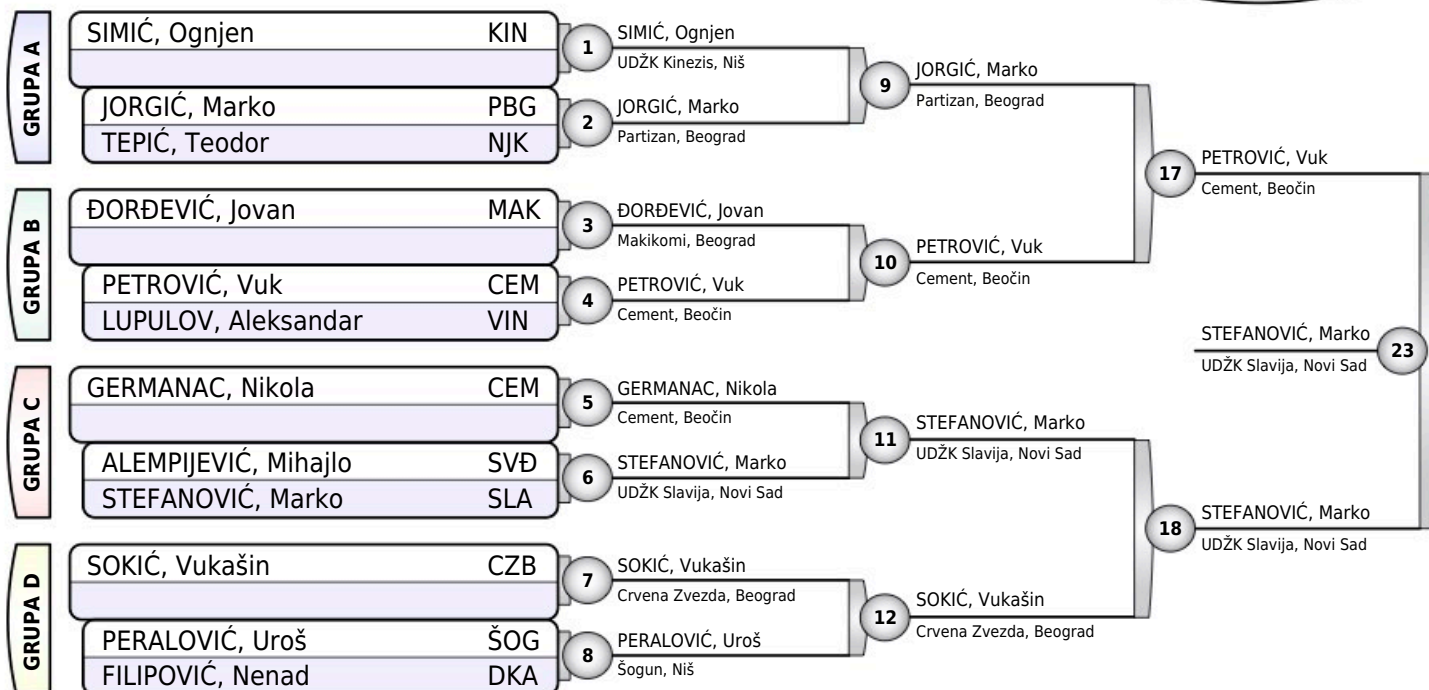 GRUPA A
SIMIĆ, Ognjen KIN
JORGIĆ, Marko PBG
TEPIĆ, Teodor NJK
GRUPA B
ĐORĐEVIĆ, Jovan MAK
PETROVIĆ, Vuk CEM
LUPULOV, Aleksandar VIN
GRUPA C
GERMANAC, Nikola CEM
ALEMPIJEVIĆ, Mihajlo SVĐ
STEFANOVIĆ, Marko SLA
GRUPA D
SOKIĆ, Vukašin CZB
PERALOVIĆ, Uroš ŠOG
FILIPOVIĆ, Nenad DKA
1
SIMIĆ, Ognjen
UDŽK Kinezis, Niš
2
JORGIĆ, Marko
Partizan, Beograd
3
ĐORĐEVIĆ, Jovan
Makikomi, Beograd
4
PETROVIĆ, Vuk
Cement, Beočin
5
GERMANAC, Nikola
Cement, Beočin
6
STEFANOVIĆ, Marko
UDŽK Slavija, Novi Sad
7
SOKIĆ, Vukašin
Crvena Zvezda, Beograd
8
PERALOVIĆ, Uroš
Šogun, Niš
9
JORGIĆ, Marko
Partizan, Beograd
10
PETROVIĆ, Vuk
Cement, Beočin
11
STEFANOVIĆ, Marko
UDŽK Slavija, Novi Sad
12
SOKIĆ, Vukašin
Crvena Zvezda, Beograd
17
PETROVIĆ, Vuk
Cement, Beočin
18
STEFANOVIĆ, Marko
UDŽK Slavija, Novi Sad
STEFANOVIĆ, Marko
UDŽK Slavija, Novi Sad
23